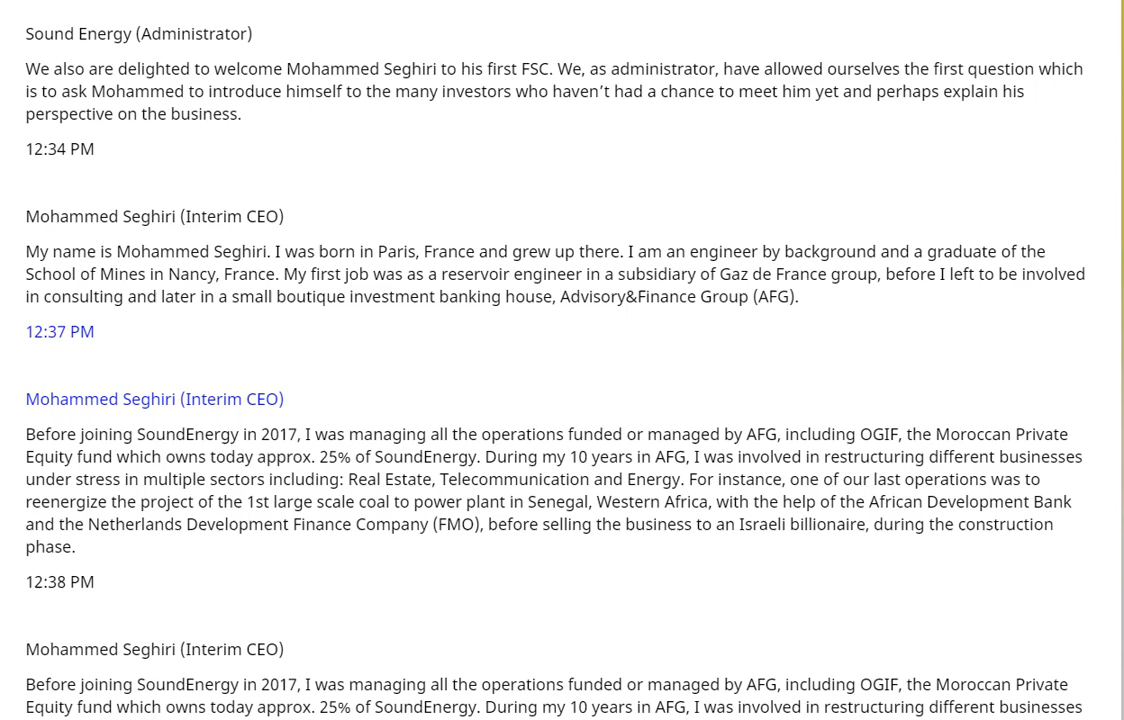 Sound Energy (Administrator)
We also are delighted to welcome Mohammed Seghiri to his first FSC. We, as administrator, have allowed ourselves the first question which
is to ask Mohammed to introduce himself to the many investors who haven’t had a chance to meet him yet and perhaps explain his
perspective on the business.
12:34 PM
Mohammed Seghiri (Interim CEO)
My name is Mohammed Seghiri. I was born in Paris, France and grew up there. I am an engineer by background and a graduate of the
School of Mines in Nancy, France. My first job was as a reservoir engineer in a subsidiary of Gaz de France group, before I left to be involved
in consulting and later in a small boutique investment banking house, Advisory&Finance Group (AFG).
12:37 PM
Mohammed Seghiri (Interim CEO)
Before joining SoundEnergy in 2017, I was managing all the operations funded or managed by AFG, including OGIF, the Moroccan Private
Equity fund which owns today approx. 25% of SoundEnergy. During my 10 years in AFG, I was involved in restructuring different businesses
under stress in multiple sectors including: Real Estate, Telecommunication and Energy. For instance, one of our last operations was to
reenergize the project of the 1st large scale coal to power plant in Senegal, Western Africa, with the help of the African Development Bank
and the Netherlands Development Finance Company (FMO), before selling the business to an Israeli billionaire, during the construction
phase.
12:38 PM
Mohammed Seghiri (Interim CEO)
Before joining SoundEnergy in 2017, I was managing all the operations funded or managed by AFG, including OGIF, the Moroccan Private
Equity fund which owns today approx. 25% of SoundEnergy. During my 10 years in AFG, I was involved in restructuring different businesses